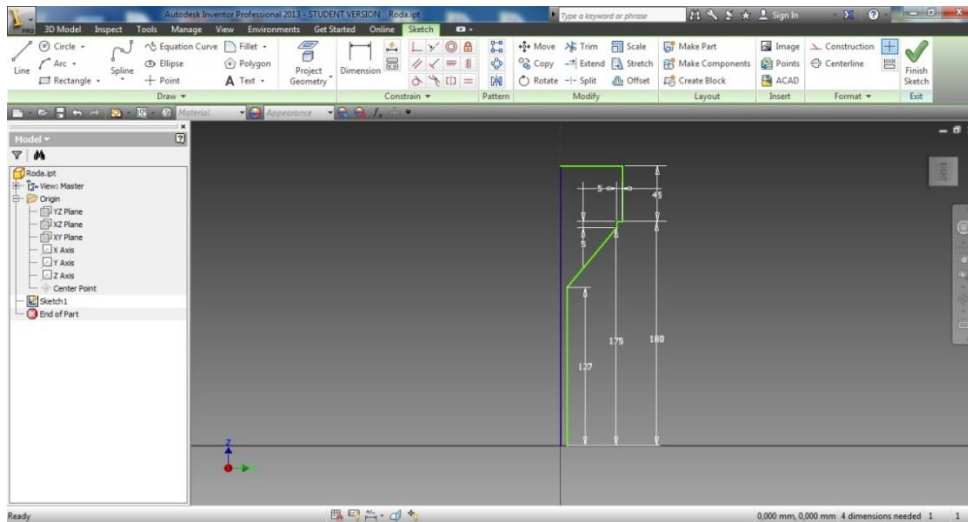 Autodesk Inventor Professional 2013 - STUDENT VERSION Roda.ipt
Type a keyword or phrase
Sign In
PRO
3D Model Inspect Tools Manage View Environments Get Started Online Sketch
Line
Circle
Arc
Rectangle
Spline
Equation Curve
Ellipse
Point
Fillet
Polygon
Text
Project Geometry
Dimension
Move
Copy
Rotate
Trim
Extend
Split
Scale
Stretch
Offset
Make Part
Make Components
Create Block
Image
Points
ACAD
Construction
Centerline
Finish Sketch
Draw Constrain Pattern Modify Layout Insert Format Exit
Material Appearance
Model
Roda.ipt
View: Master
Origin
YZ Plane
XZ Plane
XY Plane
X Axis
Y Axis
Z Axis
Center Point
Sketch1
End of Part
5
45
5
175
180
127
Z
Ready
0,000 mm, 0,000 mm 4 dimensions needed 1 1